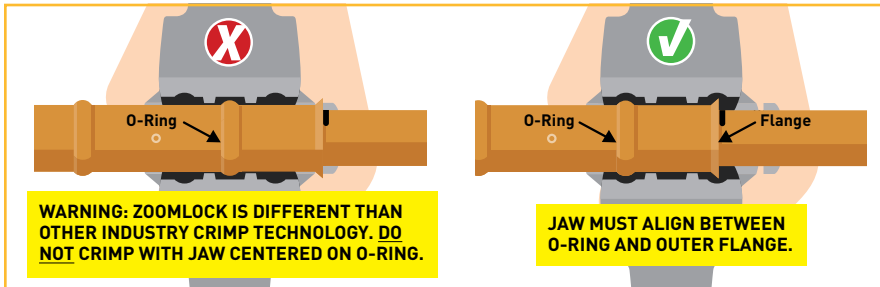 O-Ring
WARNING: ZOOMLOCK IS DIFFERENT THAN
OTHER INDUSTRY CRIMP TECHNOLOGY. DO
NOT CRIMP WITH JAW CENTERED ON O-RING.
O-Ring
Flange
JAW MUST ALIGN BETWEEN
O-RING AND OUTER FLANGE.